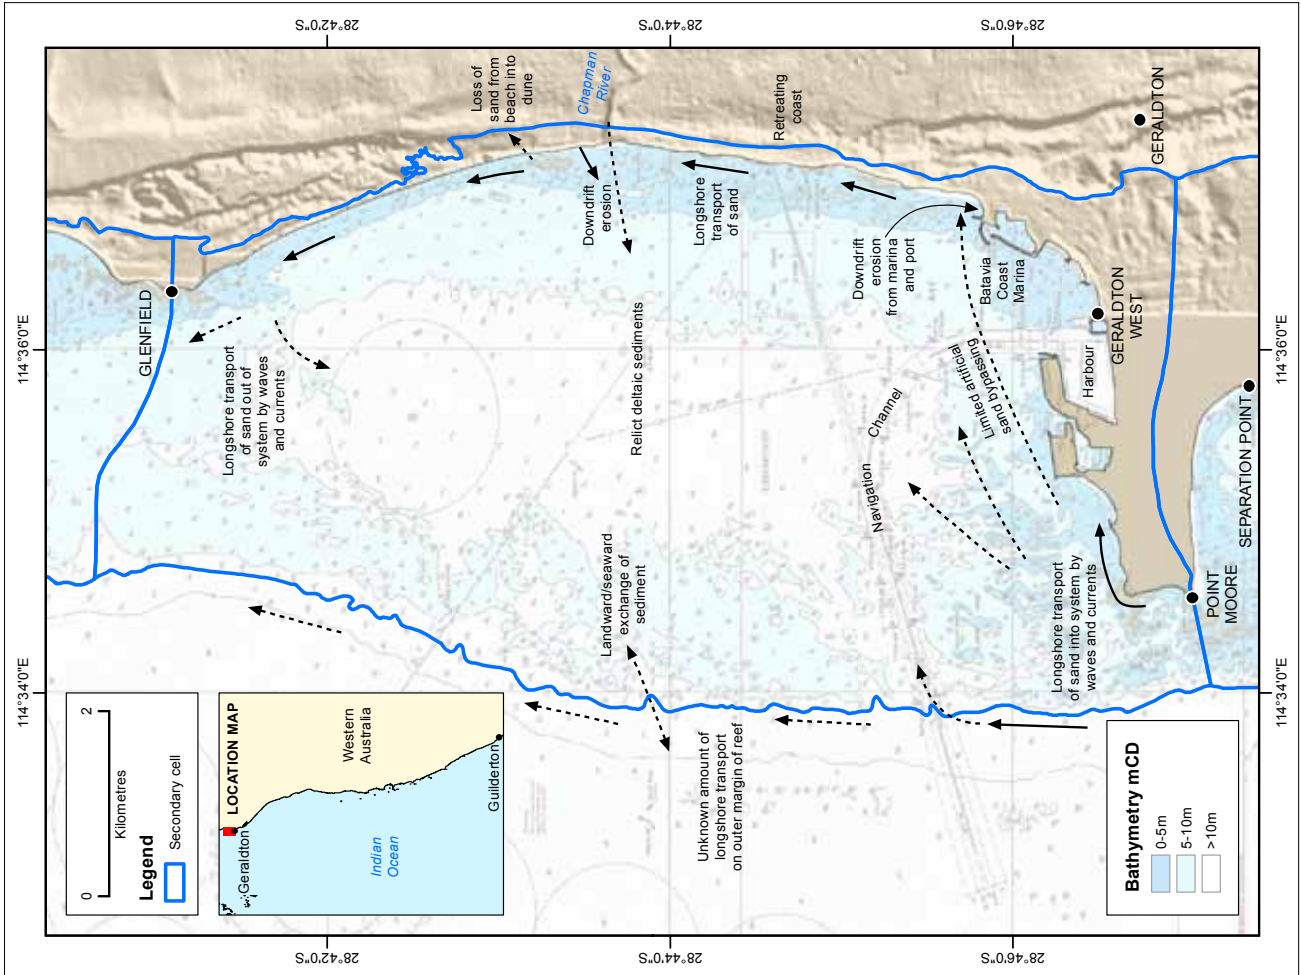 28°42'0"S
28°44'0"S
28°46'0"S
114°36'0"E
114°34'0"E
114°36'0"E
114°34'0"E
28°42'0"S
28°44'0"S
28°46'0"S
Loss of
sand from
beach into
dune
Chapman
River
Retreating
coast
GERALDTON
Downdrift
erosion
Longshore
transport
of sand
Downdrift
erosion
from marina
and port
Batavia
Coast
Marina
GERALDTON
WEST
Harbour
GLENFIELD
Longshore transport
of sand out of
system by waves
and currents
Relict deltaic sediments
Limited artificial
sand bypassing
Navigation Channel
SEPARATION POINT
POINT
MOORE
Longshore transport
of sand into system by
waves and currents
Landward/seaward
exchange of
sediment
Unknown amount of
longshore transport
on outer margin of reef
Kilometres
0
2
Legend
Secondary cell
LOCATION MAP
Geraldton
Western
Australia
Indian
Ocean
Guilderton
Bathymetry mCD
0-5m
5-10m
>10m